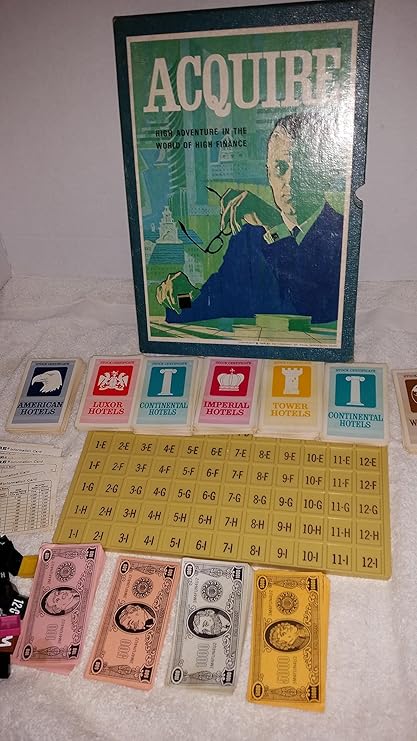 ACQUIRE
HIGH ADVENTURE IN THE
WORLD OF HIGH FINANCE
STOCK CERTIFICATE
AMERICAN
HOTELS
STOCK CERTIFICATE
LUXOR
HOTELS
STOCK CERTIFICATE
CONTINENTAL
HOTELS
STOCK CERTIFICATE
IMPERIAL
HOTELS
STOCK CERTIFICATE
TOWER
HOTELS
STOCK CERTIFICATE
CONTINENTAL
HOTELS
W
1-E 2-E 3-E 4-E 5-E 6-E 7-E 8-E 9-E 10-E 11-E 12-E
1-F 2-F 3-F 4-F 5-F 6-F 7-F 8-F 9-F 10-F 11-F 12-F
1-G 2-G 3-G 4-G 5-G 6-G 7-G 8-G 9-G 10-G 11-G 12-G
1-H 2-H 3-H 4-H 5-H 6-H 7-H 8-H 9-H 10-H 11-H 12-H
1-I 2-I 3-I 4-I 5-I 6-I 7-I 8-I 9-I 10-I 11-I 12-I
100
500
1000
5000